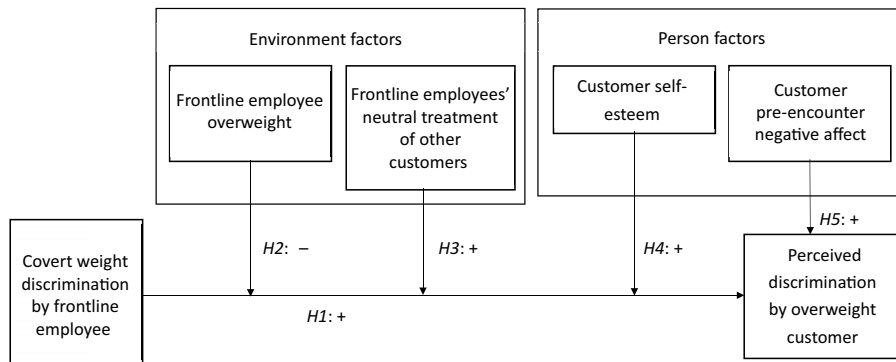 Environment factors
Person factors
Frontline employee
overweight
Frontline employees’
neutral treatment
of other
customers
Customer self-
esteem
Customer
pre-encounter
negative affect
H2: –
H3: +
H4: +
H5: +
Covert weight
discrimination
by frontline
employee
H1: +
Perceived
discrimination
by overweight
customer